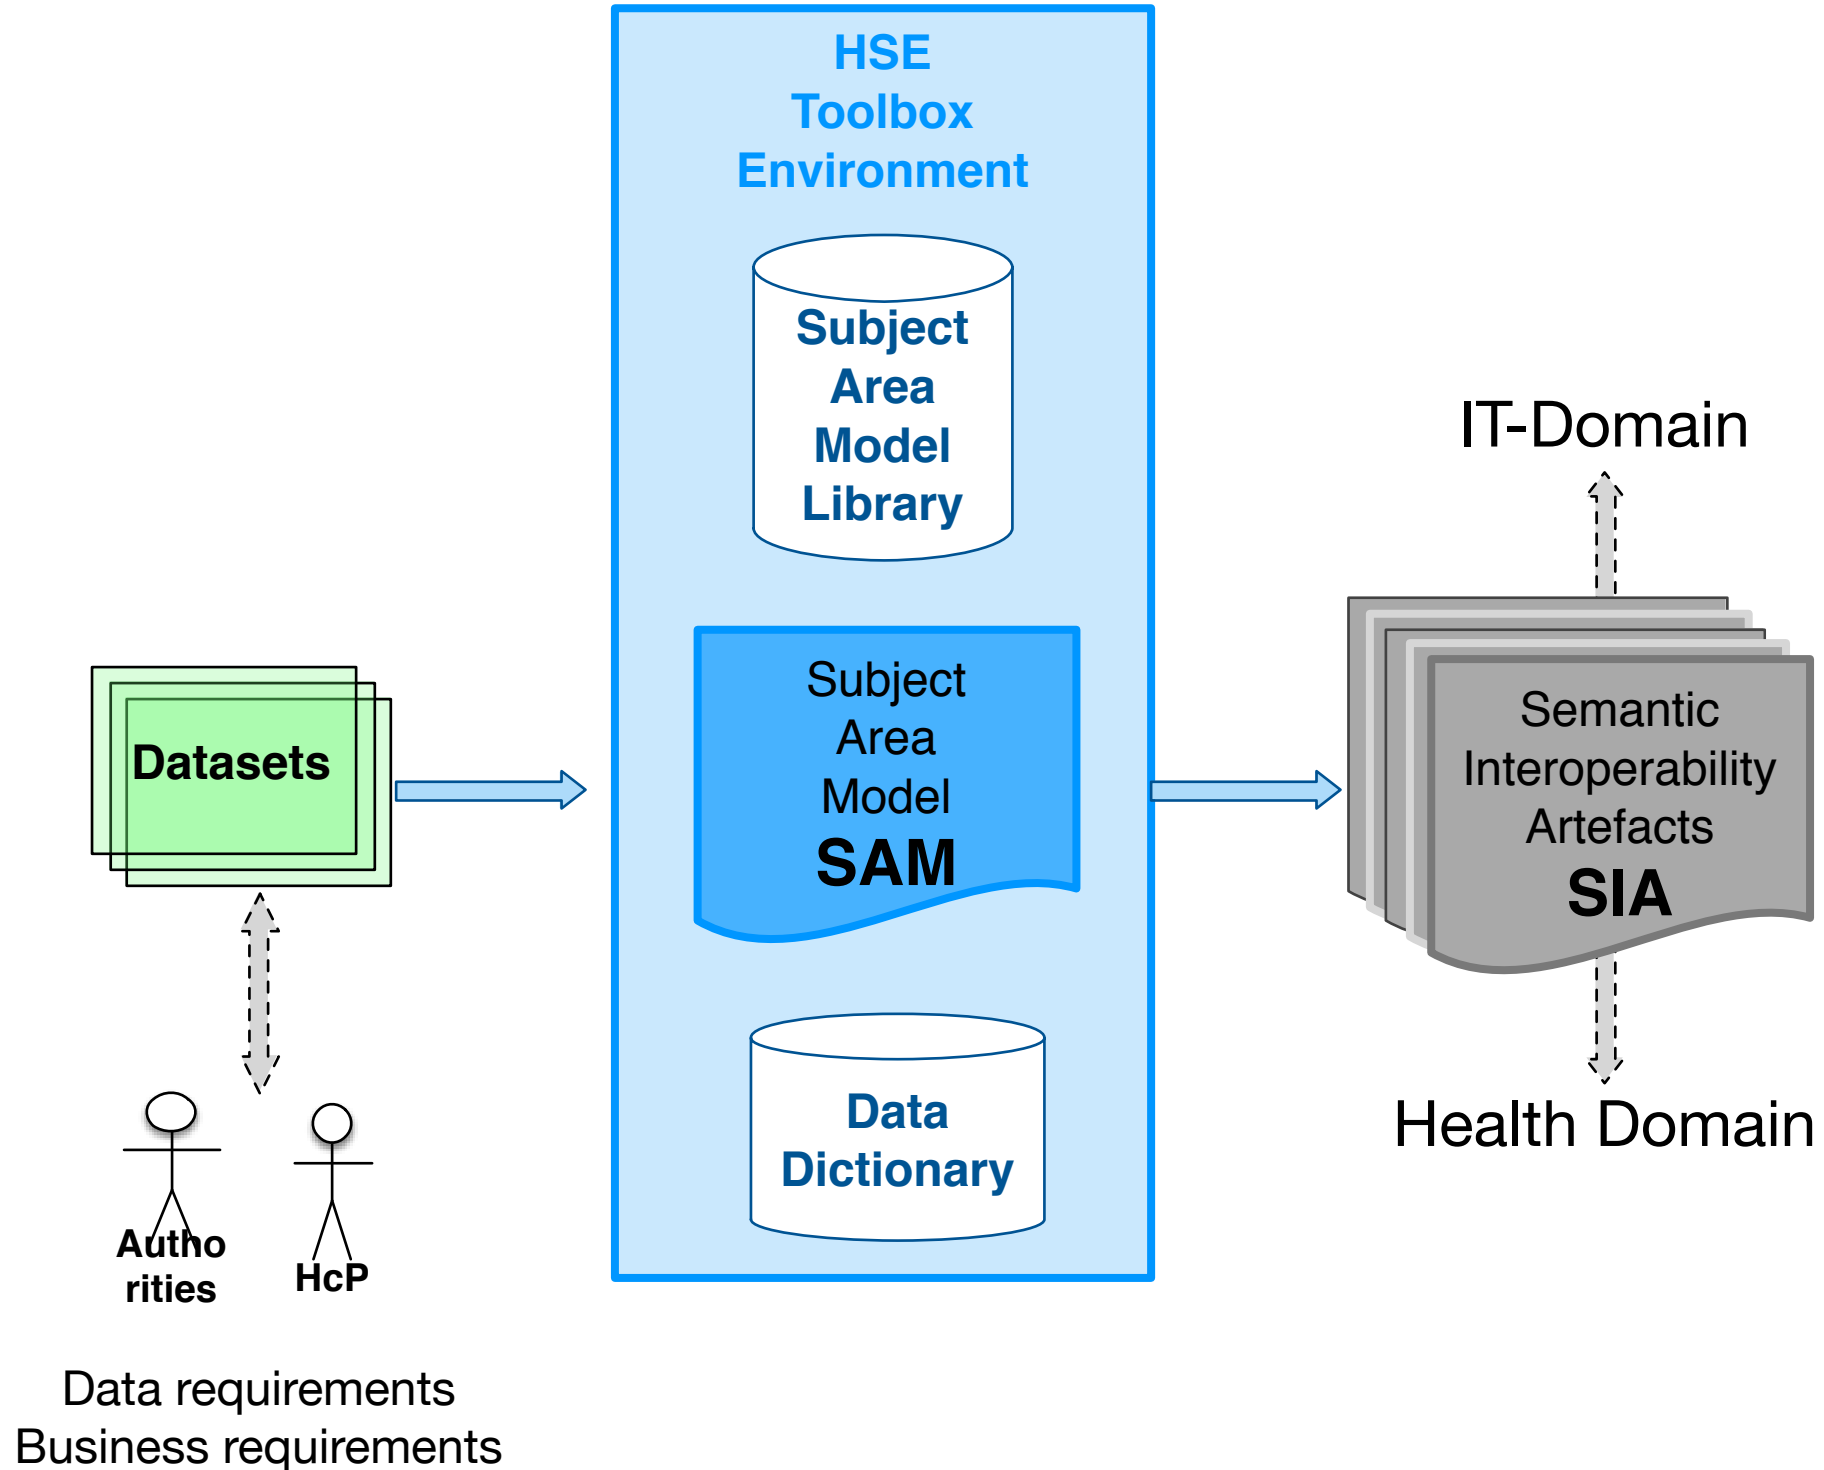 HSE
Toolbox
Environment
Subject
Area
Model
Library
Subject
Area
Model
SAM
Data
Dictionary
Datasets
Autho
rities
HcP
Data requirements
Business requirements
IT-Domain
Semantic
Interoperability
Artefacts
SIA
Health Domain